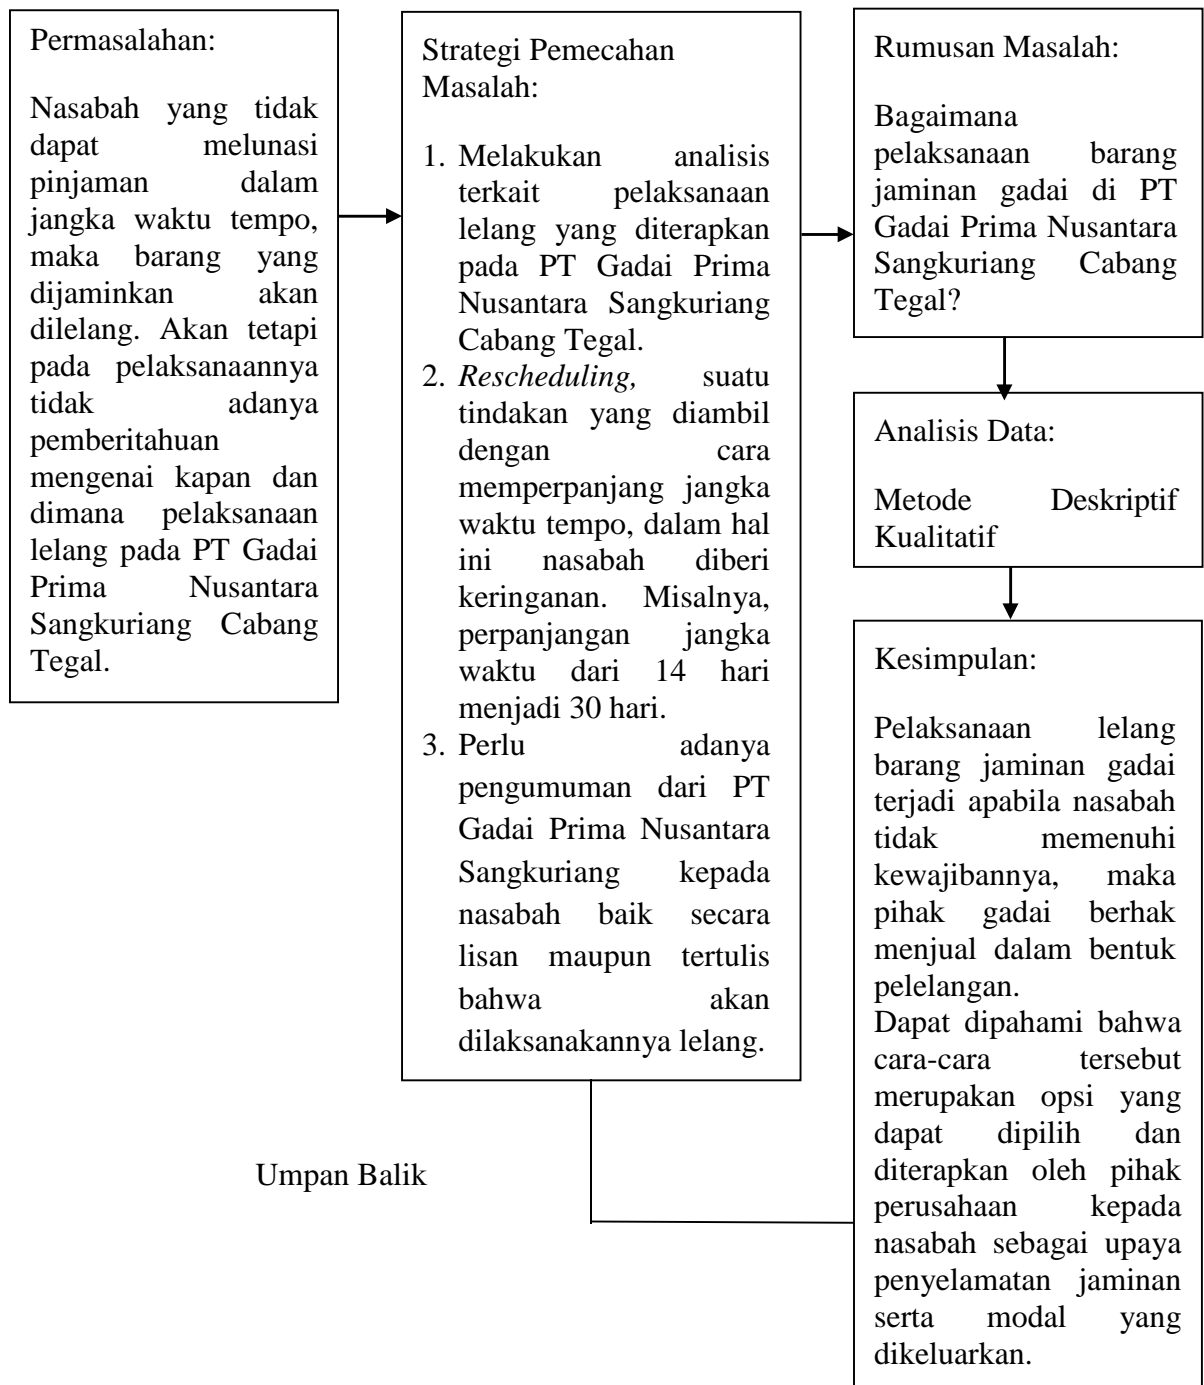 Permasalahan:
Nasabah yang tidak
dapat melunasi
pinjaman dalam
jangka waktu tempo,
maka barang yang
dijaminkan akan
dilelang. Akan tetapi
pada pelaksanaannya
tidak adanya
pemberitahuan
mengenai kapan dan
dimana pelaksanaan
lelang pada PT Gadai
Prima Nusantara
Sangkuriang Cabang
Tegal.
Strategi Pemecahan
Masalah:
1. Melakukan analisis
terkait pelaksanaan
lelang yang diterapkan
pada PT Gadai Prima
Nusantara Sangkuriang
Cabang Tegal.
2. Rescheduling, suatu
tindakan yang diambil
dengan cara
memperpanjang jangka
waktu tempo, dalam hal
ini nasabah diberi
keringanan. Misalnya,
perpanjangan jangka
waktu dari 14 hari
menjadi 30 hari.
3. Perlu adanya
pengumuman dari PT
Gadai Prima Nusantara
Sangkuriang kepada
nasabah baik secara
lisan maupun tertulis
bahwa akan
dilaksanakannya lelang.
Rumusan Masalah:
Bagaimana
pelaksanaan barang
jaminan gadai di PT
Gadai Prima Nusantara
Sangkuriang Cabang
Tegal?
Analisis Data:
Metode Deskriptif
Kualitatif
Kesimpulan:
Pelaksanaan lelang
barang jaminan gadai
terjadi apabila nasabah
tidak memenuhi
kewajibannya, maka
pihak gadai berhak
menjual dalam bentuk
pelelangan.
Dapat dipahami bahwa
cara-cara tersebut
merupakan opsi yang
dapat dipilih dan
diterapkan oleh pihak
perusahaan kepada
nasabah sebagai upaya
penyelamatan jaminan
serta modal yang
dikeluarkan.
Umpan Balik